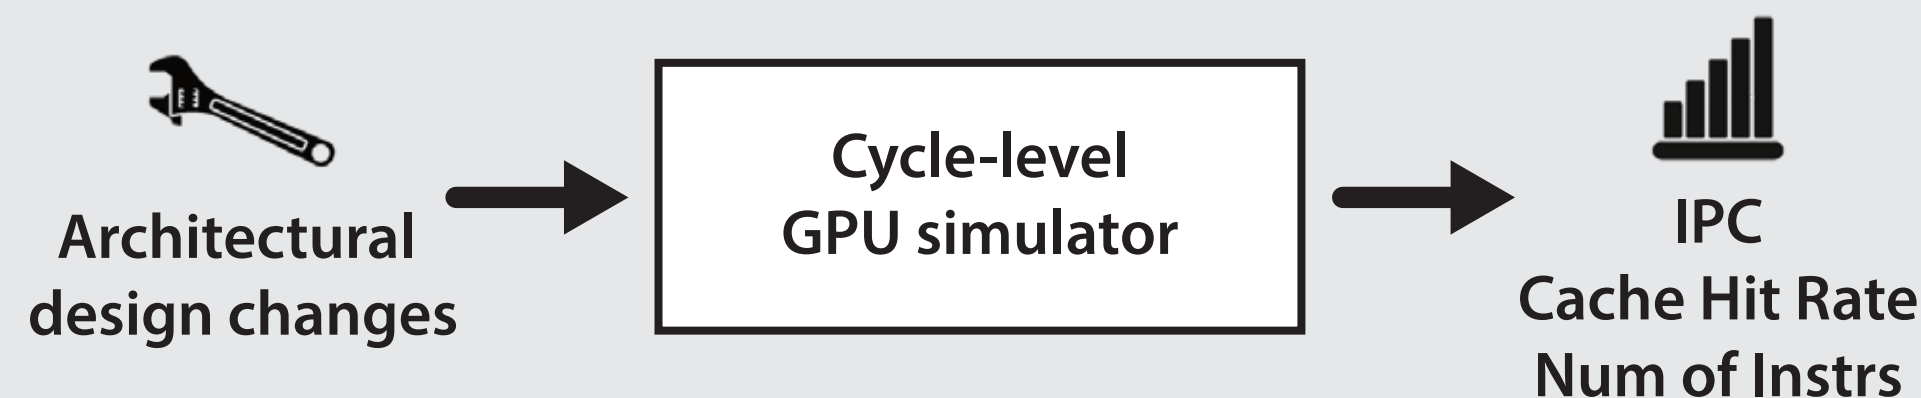 Architectural
design changes
Cycle-level
GPU simulator
IPC
Cache Hit Rate
Num of Instrs